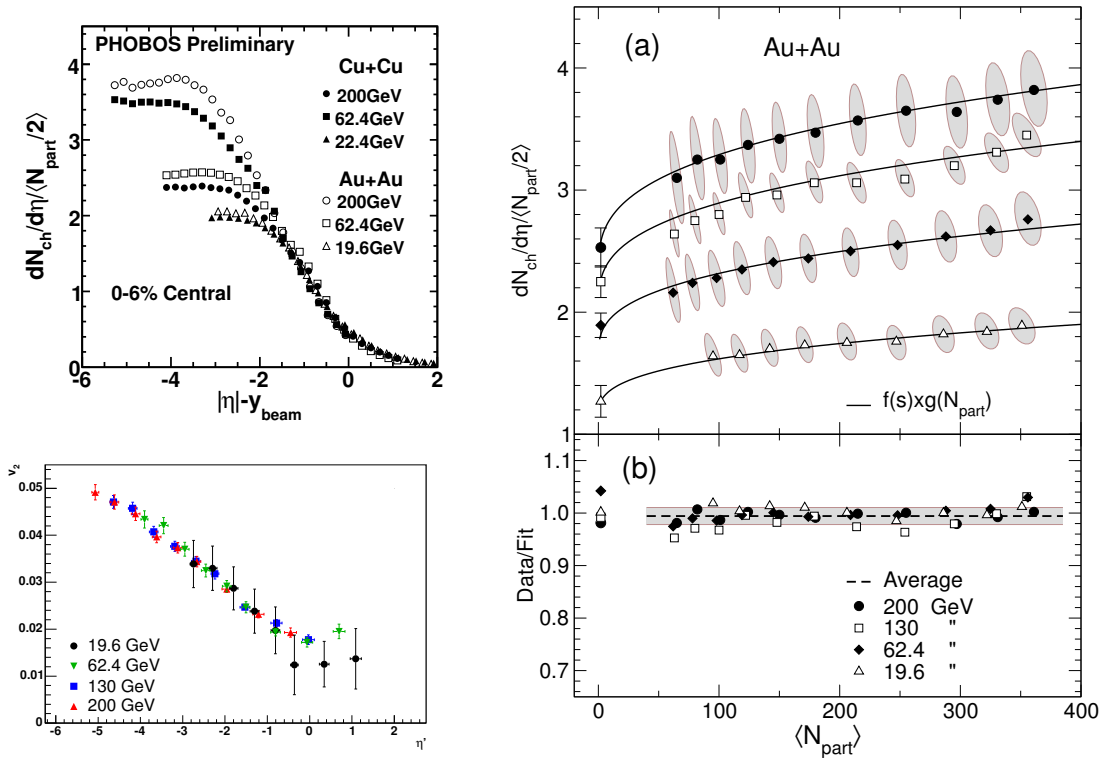 PHOBOS Preliminary
Cu+Cu
200GeV
62.4GeV
22.4GeV
Au+Au
200GeV
62.4GeV
19.6GeV
0-6% Central
dN_ch/dη/⟨N_part/2⟩
4
3
2
1
0
-6 -4 -2 0 2
|η|-y_beam
v_2
0.05
0.04
0.03
0.02
0.01
0
19.6 GeV
62.4 GeV
130 GeV
200 GeV
-6 -5 -4 -3 -2 -1 0 1
η'
(a)
Au+Au
dN_ch/dη/⟨N_part/2⟩
4
3
2
1
f(s)xg(N_part)
(b)
Data/Fit
1.1
1.0
0.9
0.8
0.7
Average
200 GeV
130 "
62.4 "
19.6 "
0 100 200 300 400
⟨N_part⟩